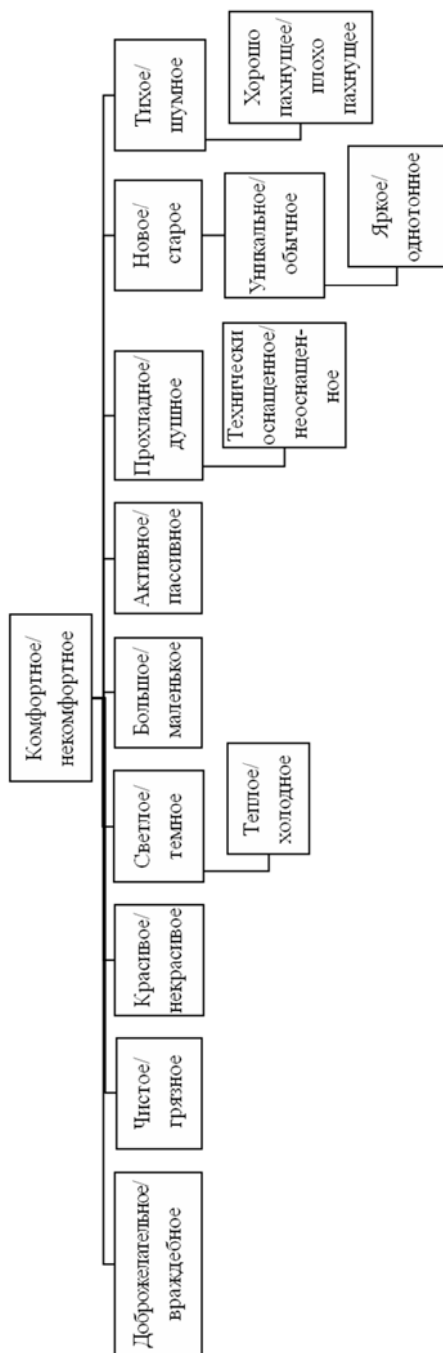 Комфортное/
некомфортное
Доброжелательное/
враждебное
Чистое/
грязное
Красивое/
некрасивое
Светлое/
темное
Большое/
маленькое
Активное/
пассивное
Прохладное/
душное
Новое/
старое
Тихое/
шумное
Теплое/
холодное
Технически
оснащенное/
неоснащен-
ное
Уникальное/
обычное
Хорошо
пахнущее/
плохо
пахнущее
Яркое/
однотонное